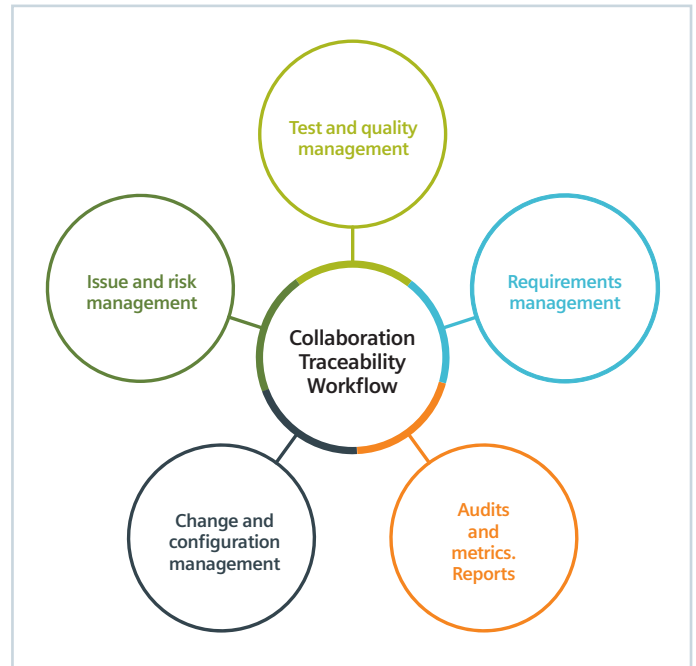 Test and quality
management
Issue and risk
management
Requirements
management
Collaboration
Traceability
Workflow
Change and
configuration
management
Audits
and
metrics.
Reports